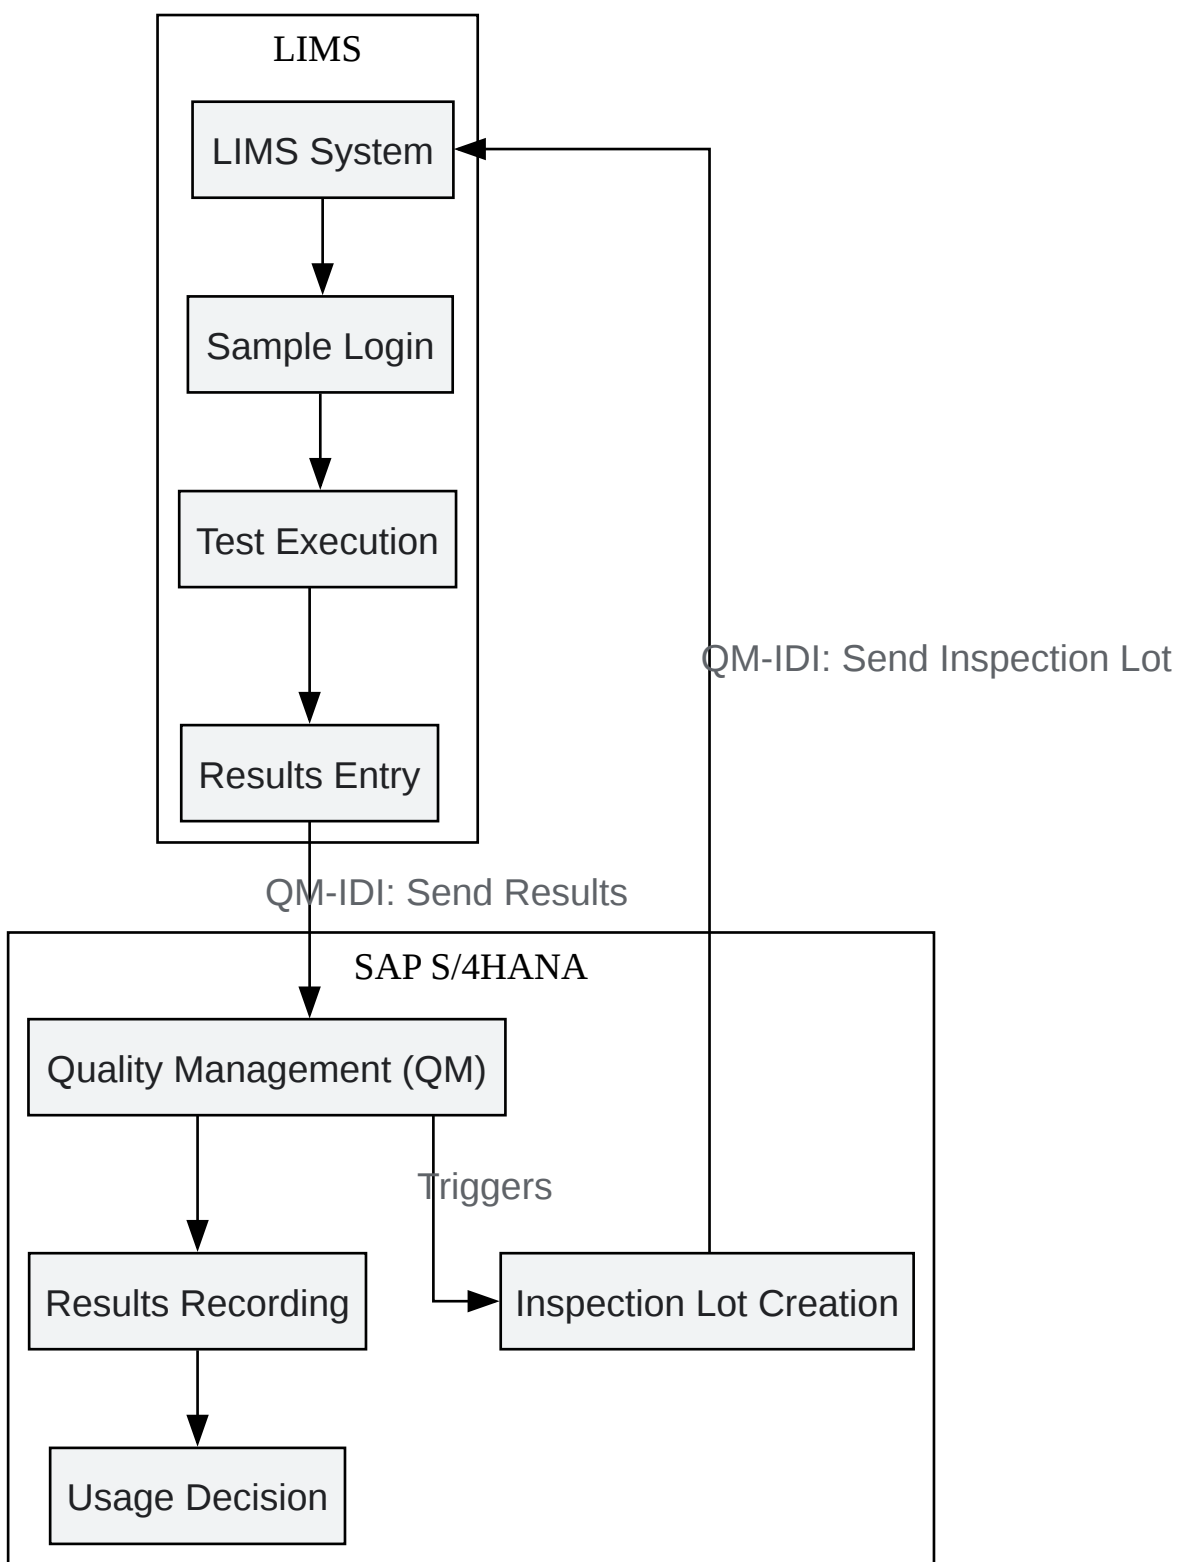 LIMS
LIMS System
Sample Login
Test Execution
QM-IDI: Send Inspection Lot
Results Entry
QM-IDI: Send Results
SAP S/4HANA
Quality Management (QM)
Triggers
Results Recording
Inspection Lot Creation
Usage Decision